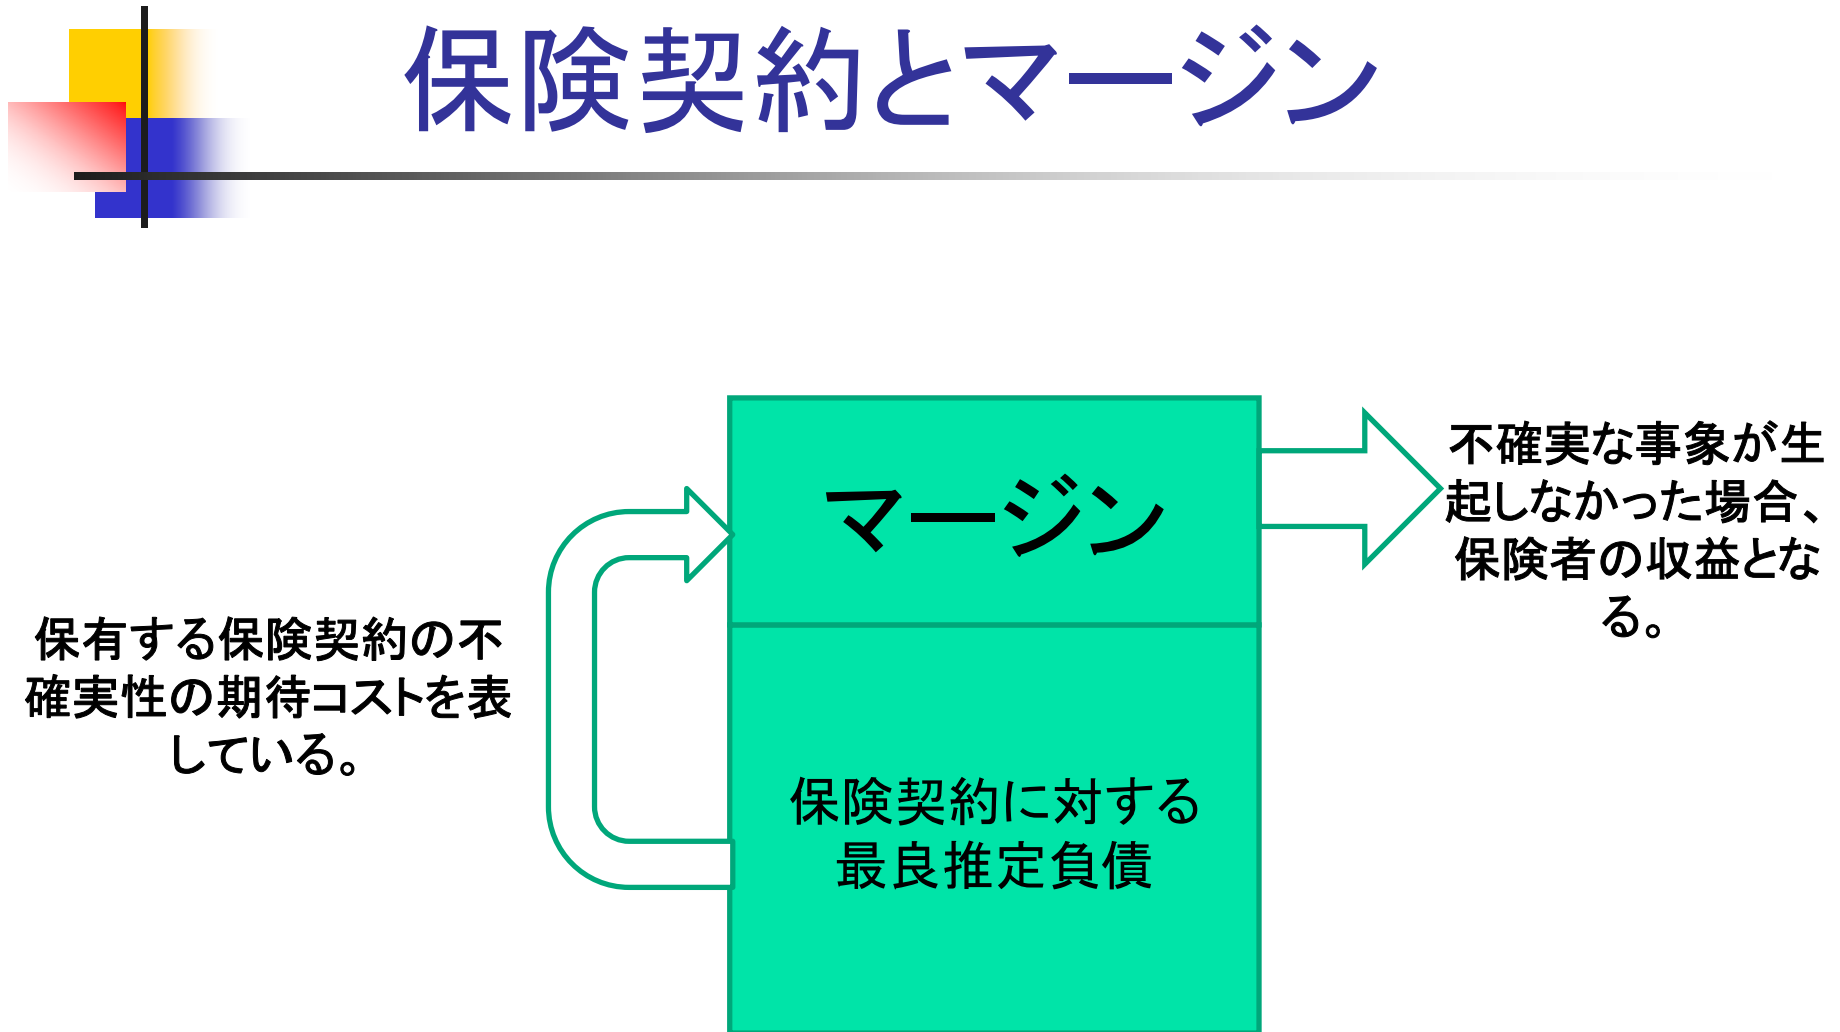 保険契約とマージン
マージン
不確実な事象が生
起しなかった場合、
保険者の収益とな
る。
保有する保険契約の不
確実性の期待コストを表
している。
保険契約に対する
最良推定負債